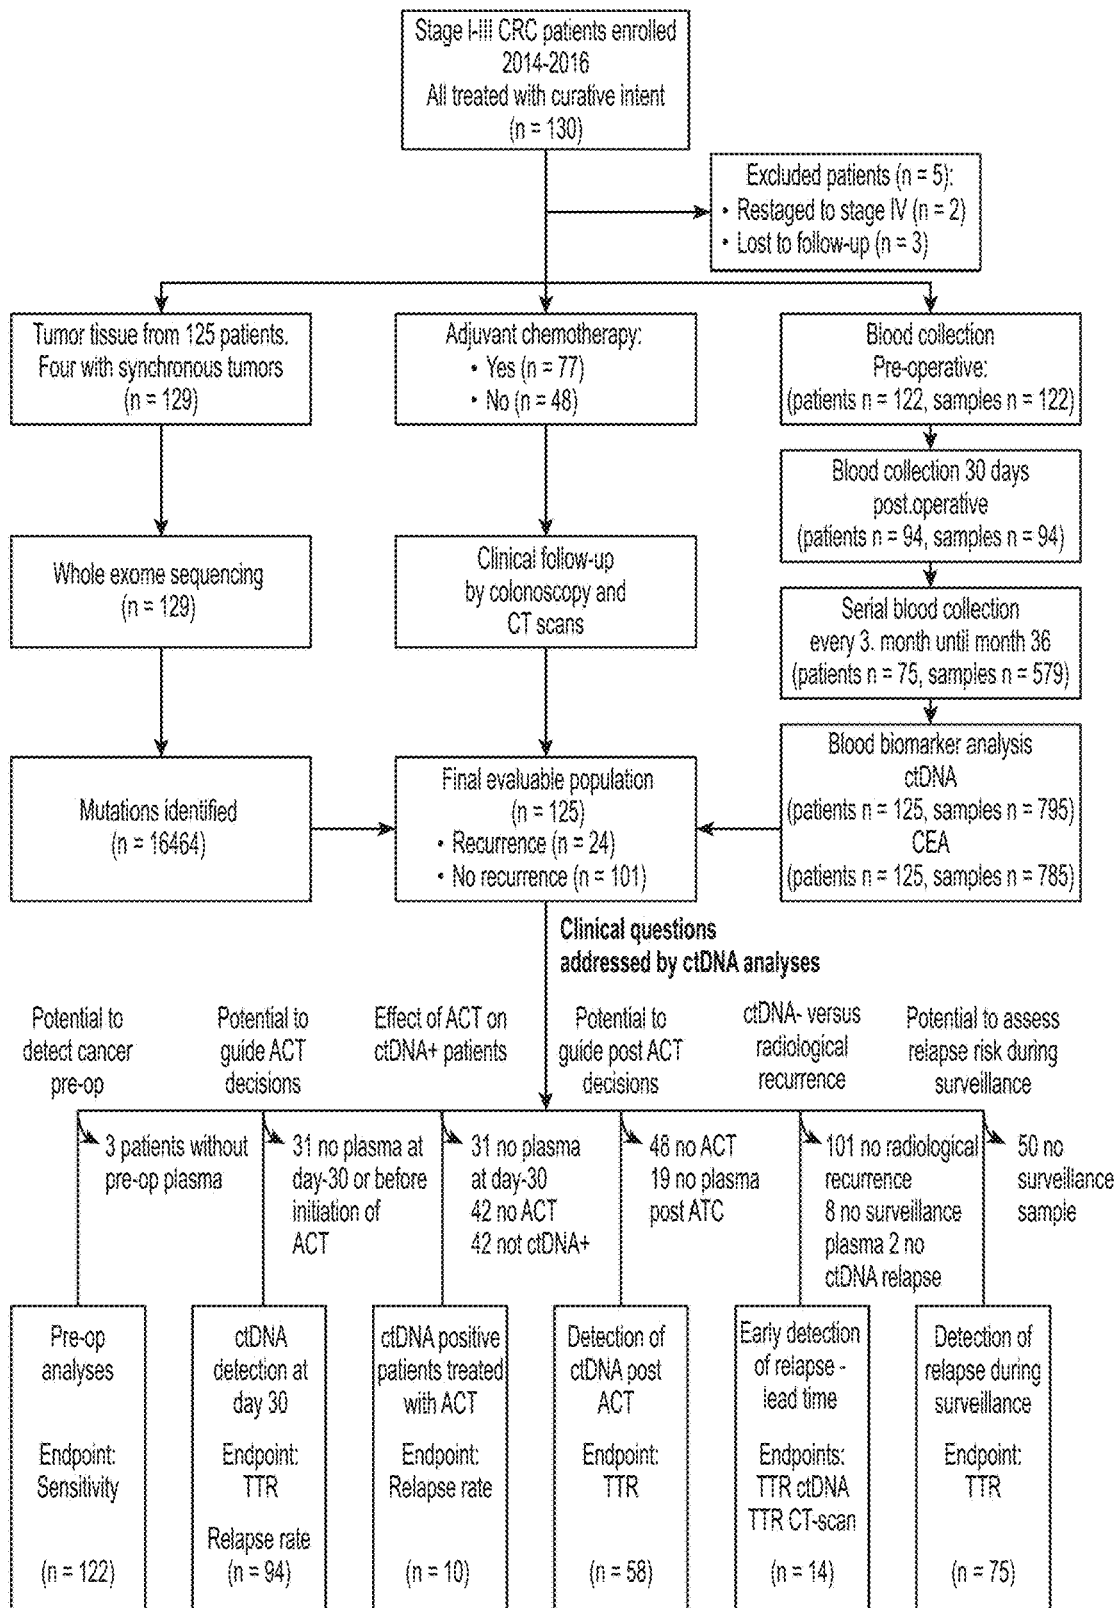 Stage I-III CRC patients enrolled
2014-2016
All treated with curative intent
(n = 130)
Excluded patients (n = 5):
• Restaged to stage IV (n = 2)
• Lost to follow-up (n = 3)
Tumor tissue from 125 patients.
Four with synchronous tumors
(n = 129)
Adjuvant chemotherapy:
• Yes (n = 77)
• No (n = 48)
Blood collection
Pre-operative:
(patients n = 122, samples n = 122)
Blood collection 30 days
post.operative
(patients n = 94, samples n = 94)
Whole exome sequencing
(n = 129)
Clinical follow-up
by colonoscopy and
CT scans
Serial blood collection
every 3. month until month 36
(patients n = 75, samples n = 579)
Mutations identified
(n = 16464)
Final evaluable population
(n = 125)
• Recurrence (n = 24)
• No recurrence (n = 101)
Blood biomarker analysis
ctDNA
(patients n = 125, samples n = 795)
CEA
(patients n = 125, samples n = 785)
Clinical questions
addressed by ctDNA analyses
Potential to
detect cancer
pre-op
Potential to
guide ACT
decisions
Effect of ACT on
ctDNA+ patients
Potential to
guide post ACT
decisions
ctDNA- versus
radiological
recurrence
Potential to assess
relapse risk during
surveillance
3 patients without
pre-op plasma
31 no plasma at
day-30 or before
initiation of
ACT
31 no plasma
at day-30
42 no ACT
42 not ctDNA+
48 no ACT
19 no plasma
post ATC
101 no radiological
recurrence
8 no surveillance
plasma 2 no
ctDNA relapse
50 no
surveillance
sample
Pre-op
analyses
Endpoint:
Sensitivity
(n = 122)
ctDNA
detection at
day 30
Endpoint:
TTR
Relapse rate
(n = 94)
ctDNA positive
patients treated
with ACT
Endpoint:
Relapse rate
(n = 10)
Detection of
ctDNA post
ACT
Endpoint:
TTR
(n = 58)
Early detection
of relapse -
lead time
Endpoints:
TTR ctDNA
TTR CT-scan
(n = 14)
Detection of
relapse during
surveillance
Endpoint:
TTR
(n = 75)